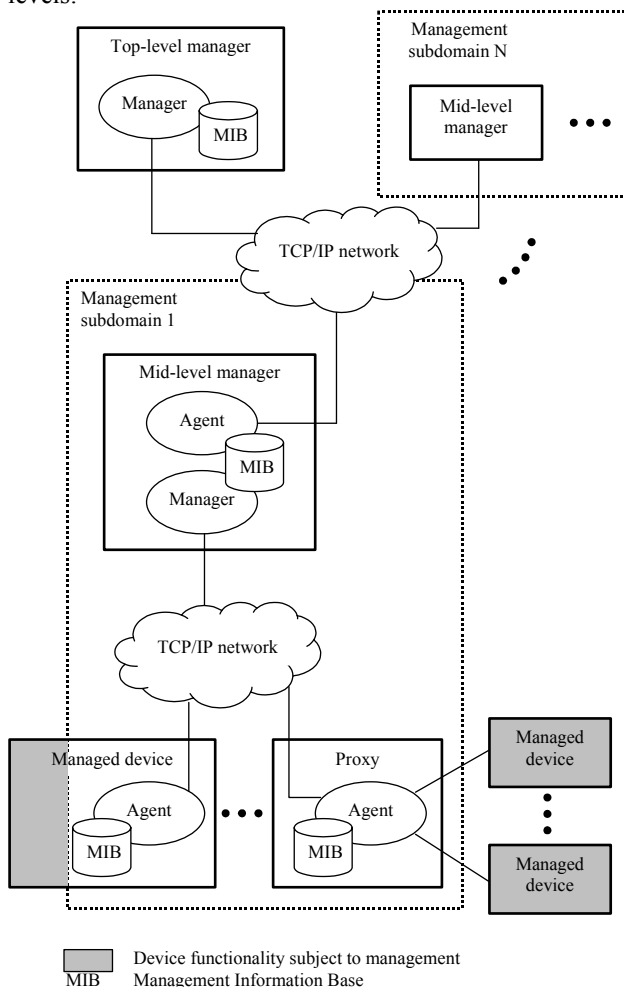 levels.
Top-level manager
Manager
MIB
Management
subdomain N
Mid-level
manager
TCP/IP network
Management
subdomain 1
Mid-level manager
Agent
MIB
Manager
TCP/IP network
Managed device
Agent
MIB
Proxy
Agent
MIB
Managed
device
Managed
device
Device functionality subject to management
MIB Management Information Base